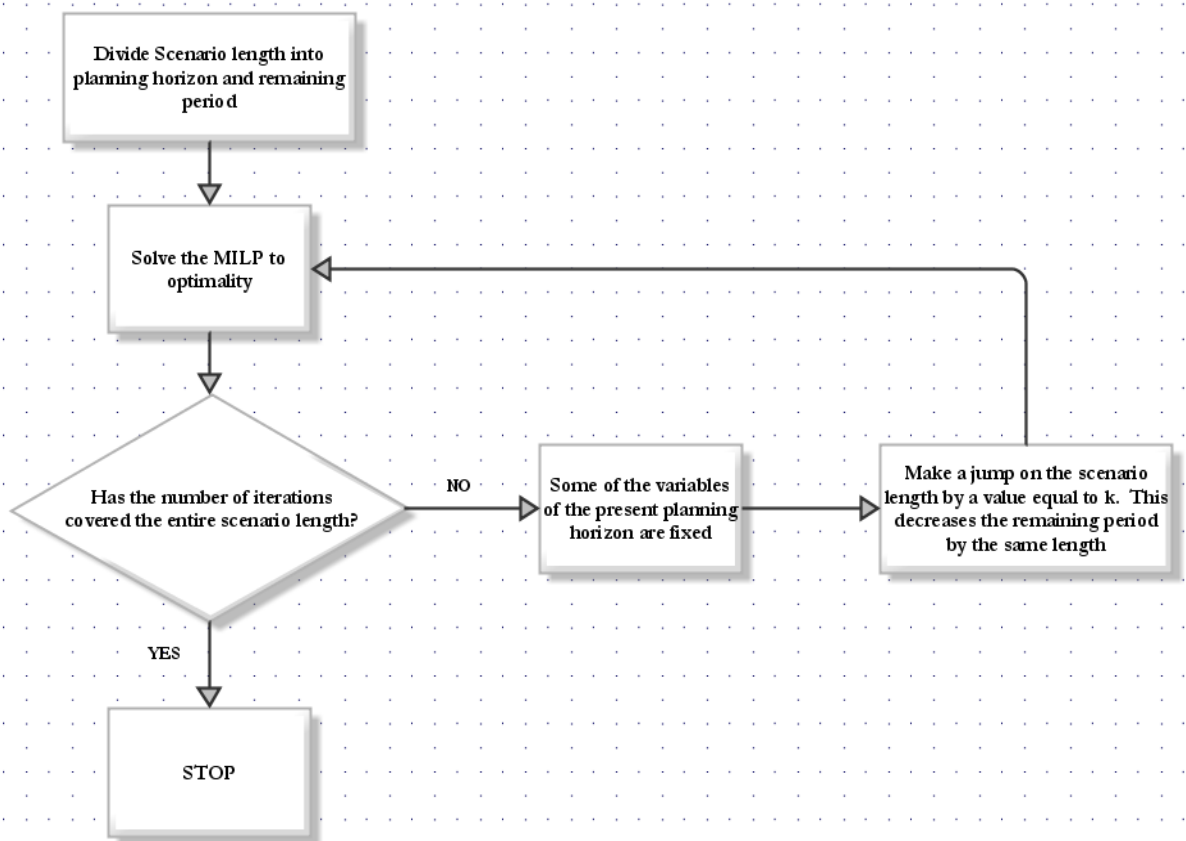 Divide Scenario length into
planning horizon and remaining
period
Solve the MILP to
optimality
Has the number of iterations
covered the entire scenario length?
NO
Some of the variables
of the present planning
horizon are fixed
Make a jump on the scenario
length by a value equal to k. This
decreases the remaining period
by the same length
YES
STOP